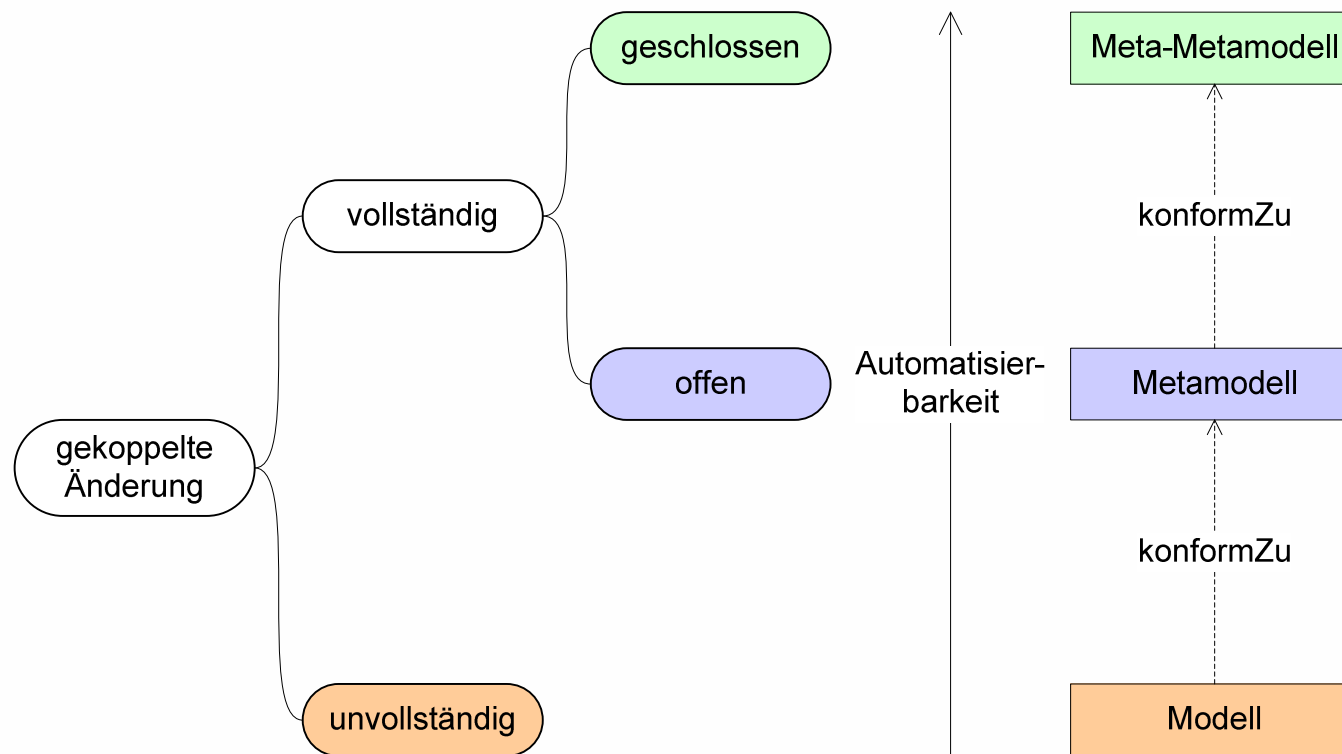 geschlossen
Meta-Metamodell
vollständig
konformZu
offen
Automatisier-
barkeit
Metamodell
gekoppelte
Änderung
konformZu
unvollständig
Modell